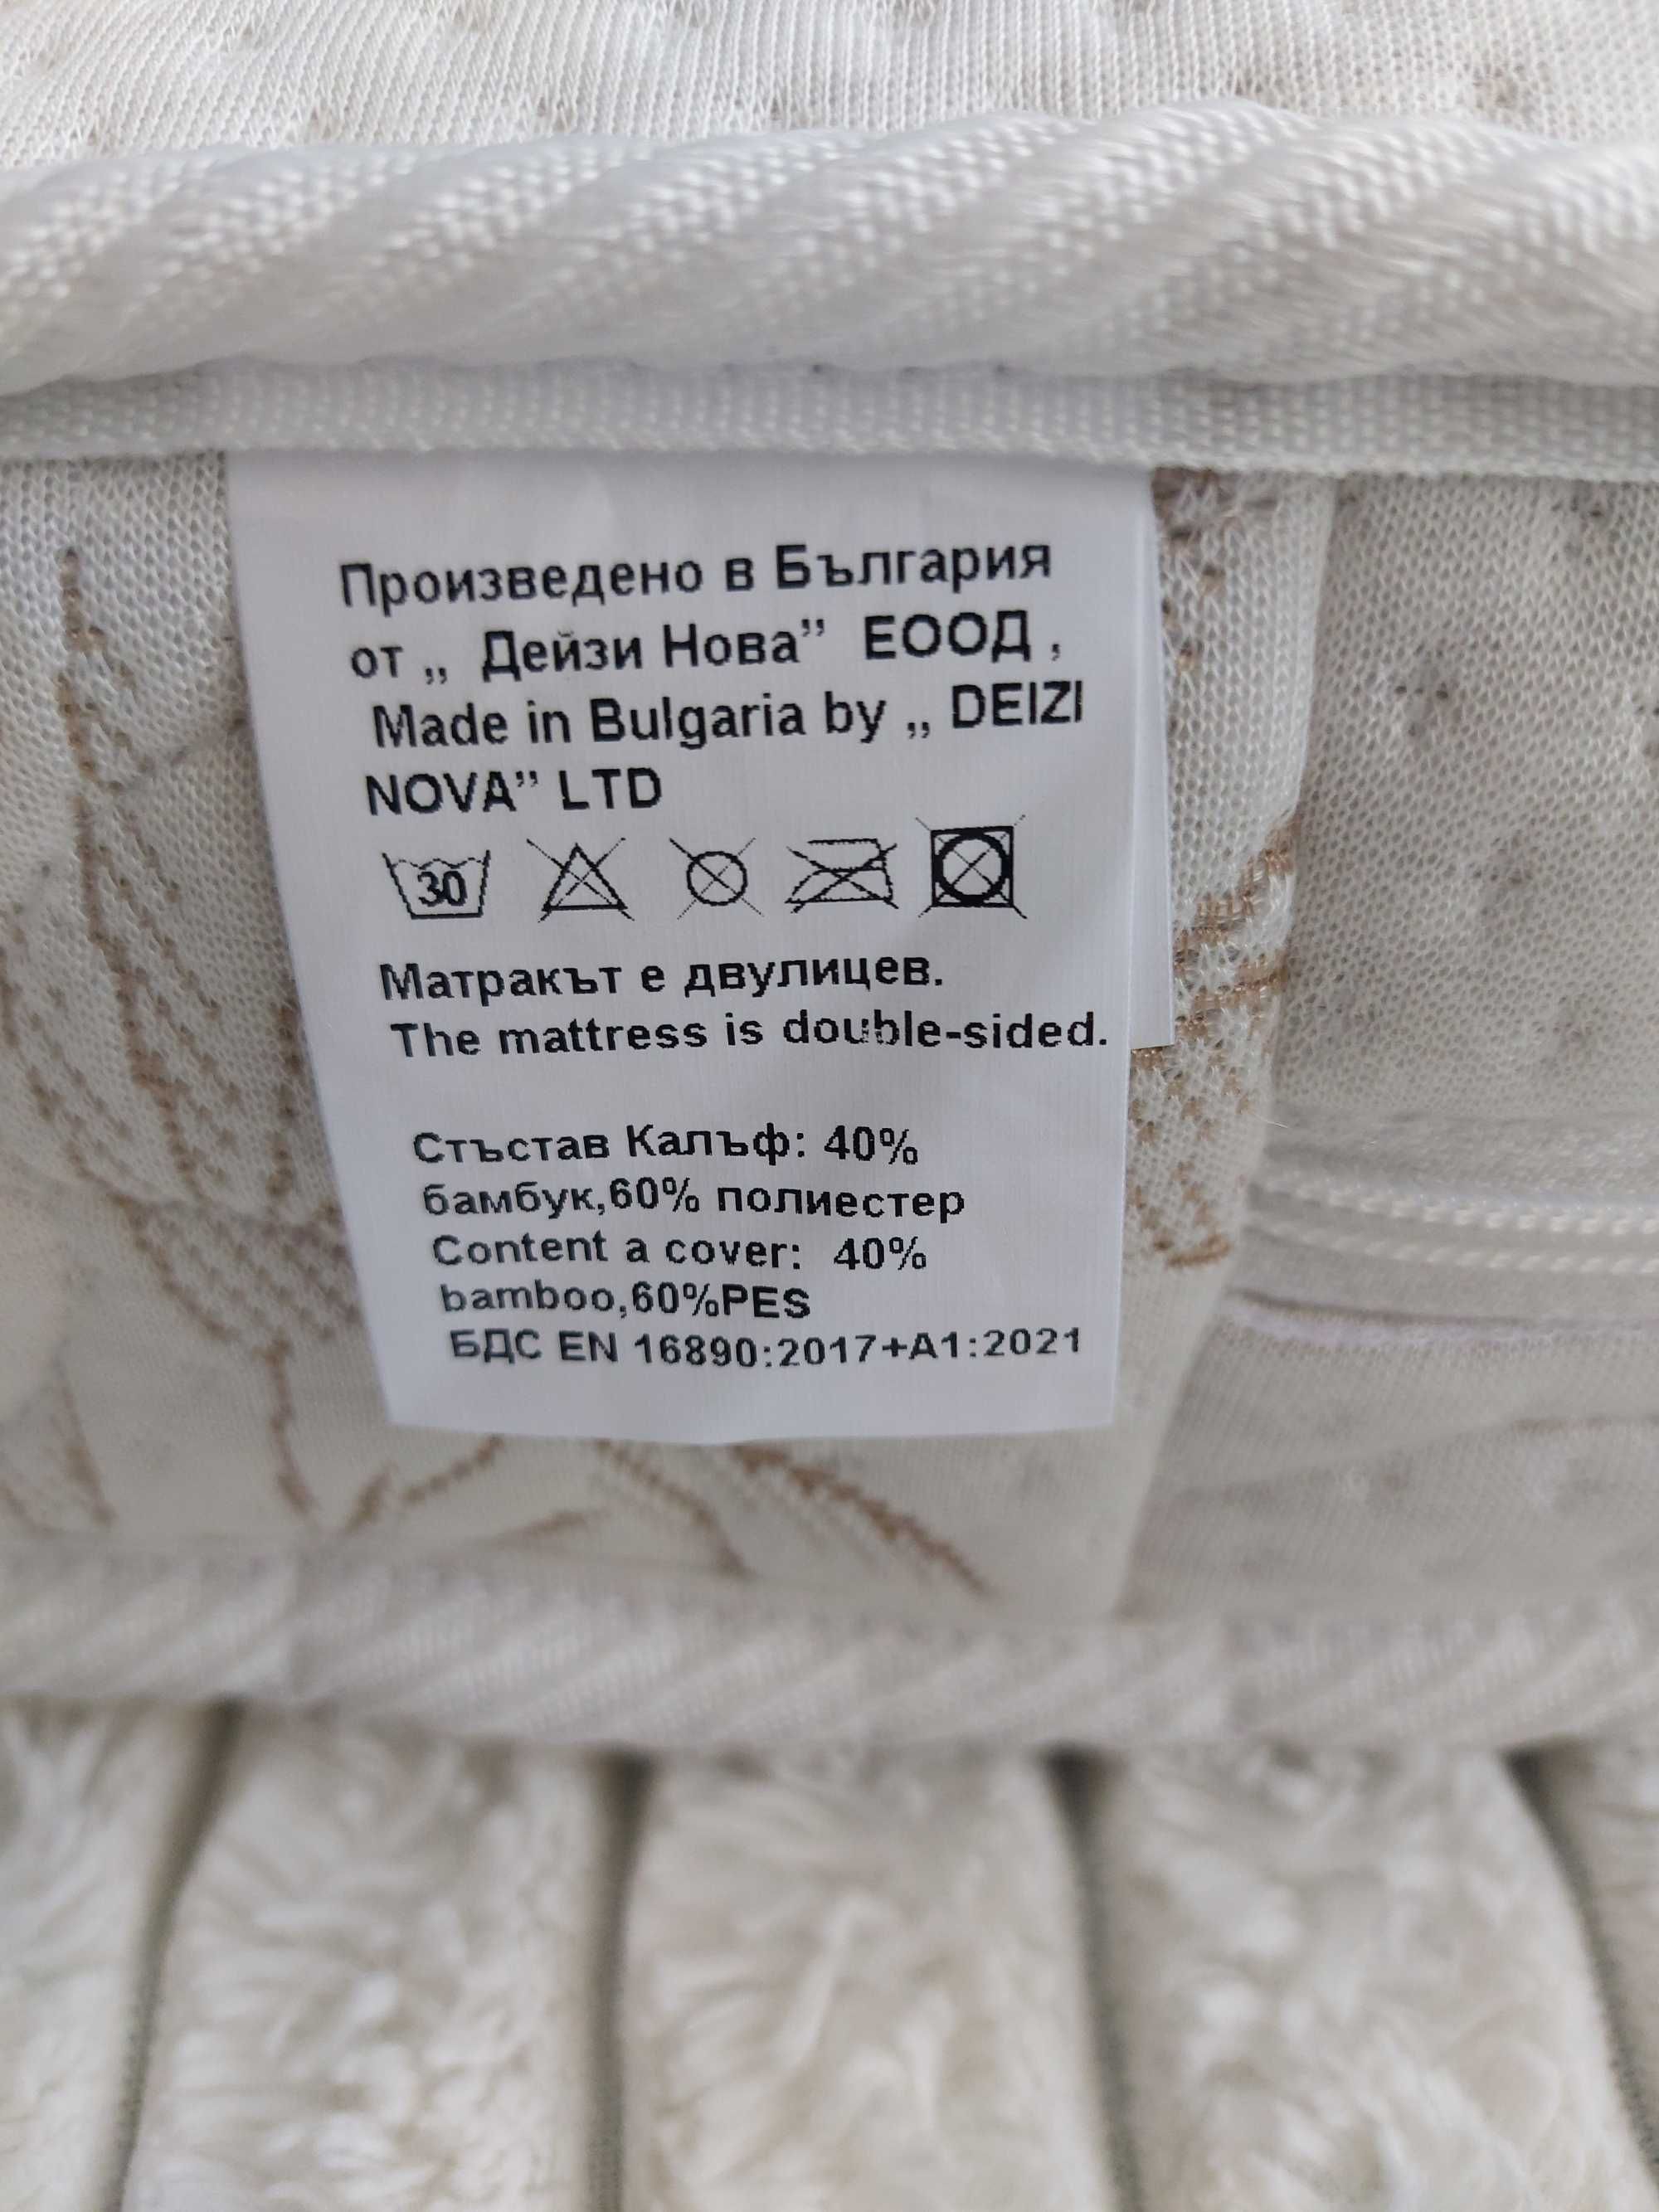 Произведено в България
от „ Дейзи Нова” ЕООД ,
Made in Bulgaria by „ DEIZI
NOVA” LTD
30
Матракът е двулицев.
The mattress is double-sided.
Стъстав Калъф: 40%
бамбук,60% полиестер
Content a cover: 40%
bamboo,60%PES
БДС EN 16890:2017+A1:2021